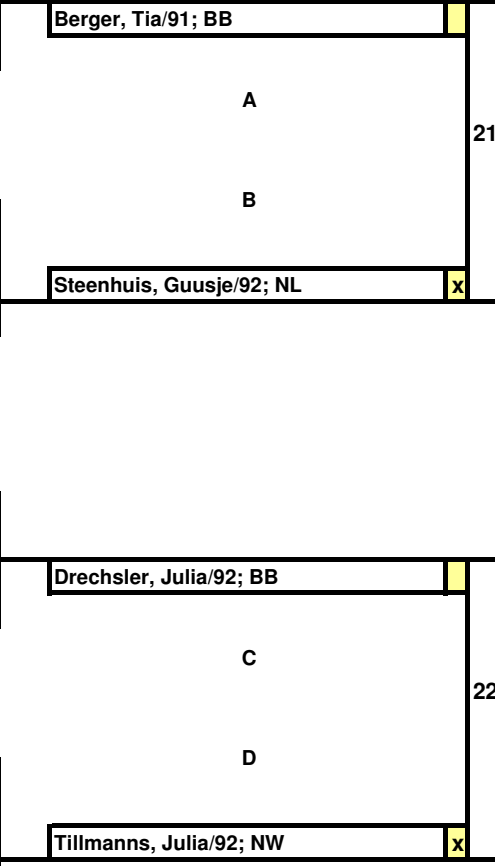 Berger, Tia/91; BB
A
21
B
Steenhuis, Guusje/92; NL x
Drechsler, Julia/92; BB
C
22
D
Tillmanns, Julia/92; NW x